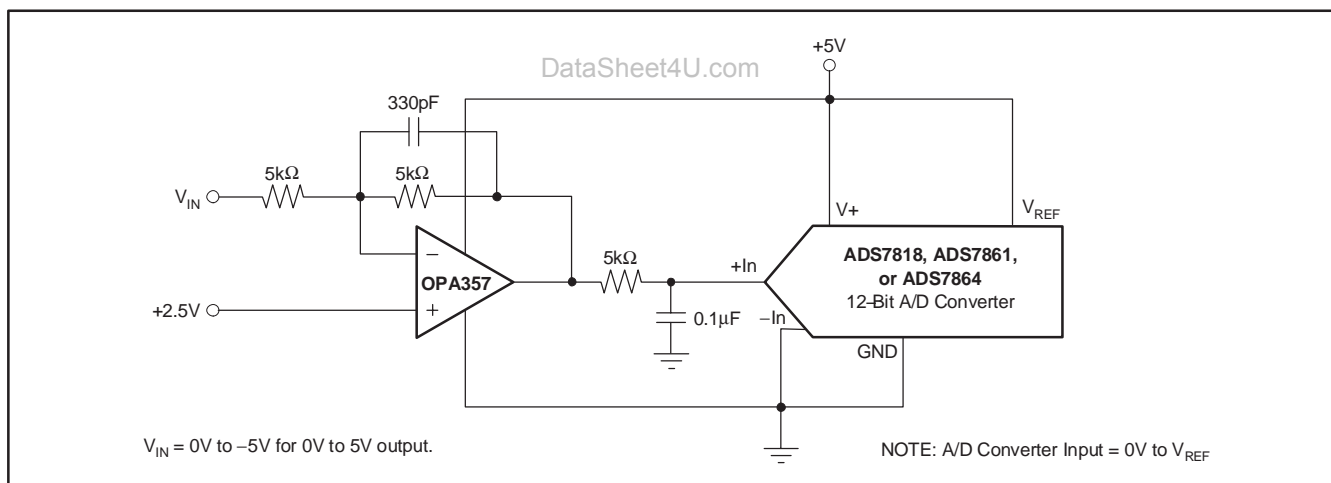 DataSheet4U.com
+5V
330pF
5kΩ
5kΩ
V_IN
V+
V_REF
ADS7818, ADS7861,
or ADS7864
12–Bit A/D Converter
−
OPA357
+
5kΩ
+In
+2.5V
0.1μF
−In
GND
V_IN = 0V to −5V for 0V to 5V output.
NOTE: A/D Converter Input = 0V to V_REF